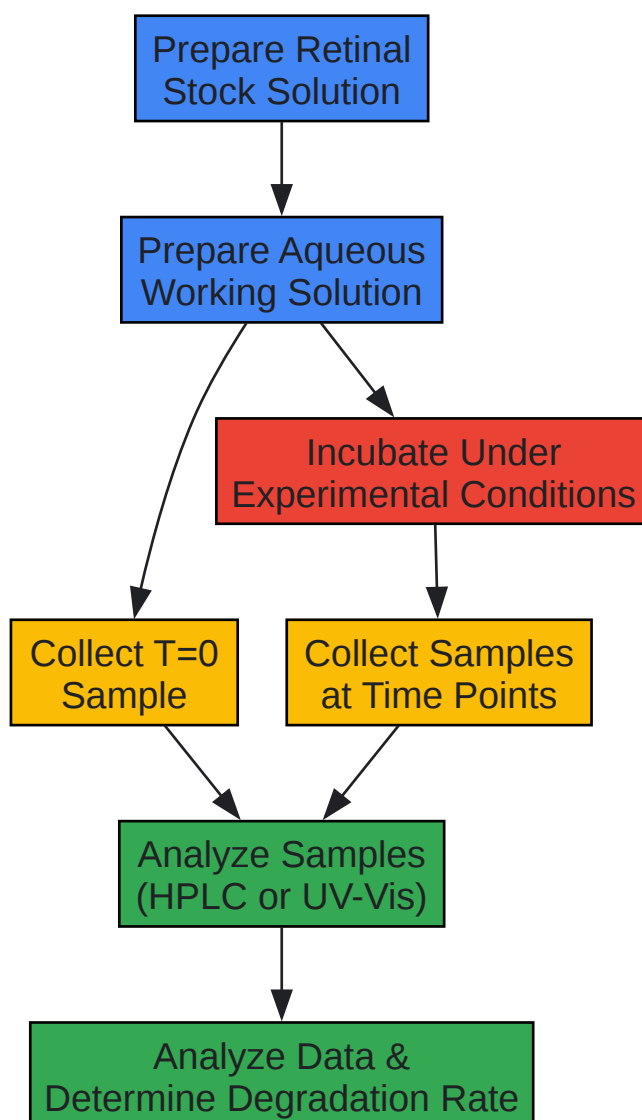 Prepare Retinal
Stock Solution
Prepare Aqueous
Working Solution
Incubate Under
Experimental Conditions
Collect T=0
Sample
Collect Samples
at Time Points
Analyze Samples
(HPLC or UV-Vis)
Analyze Data &
Determine Degradation Rate